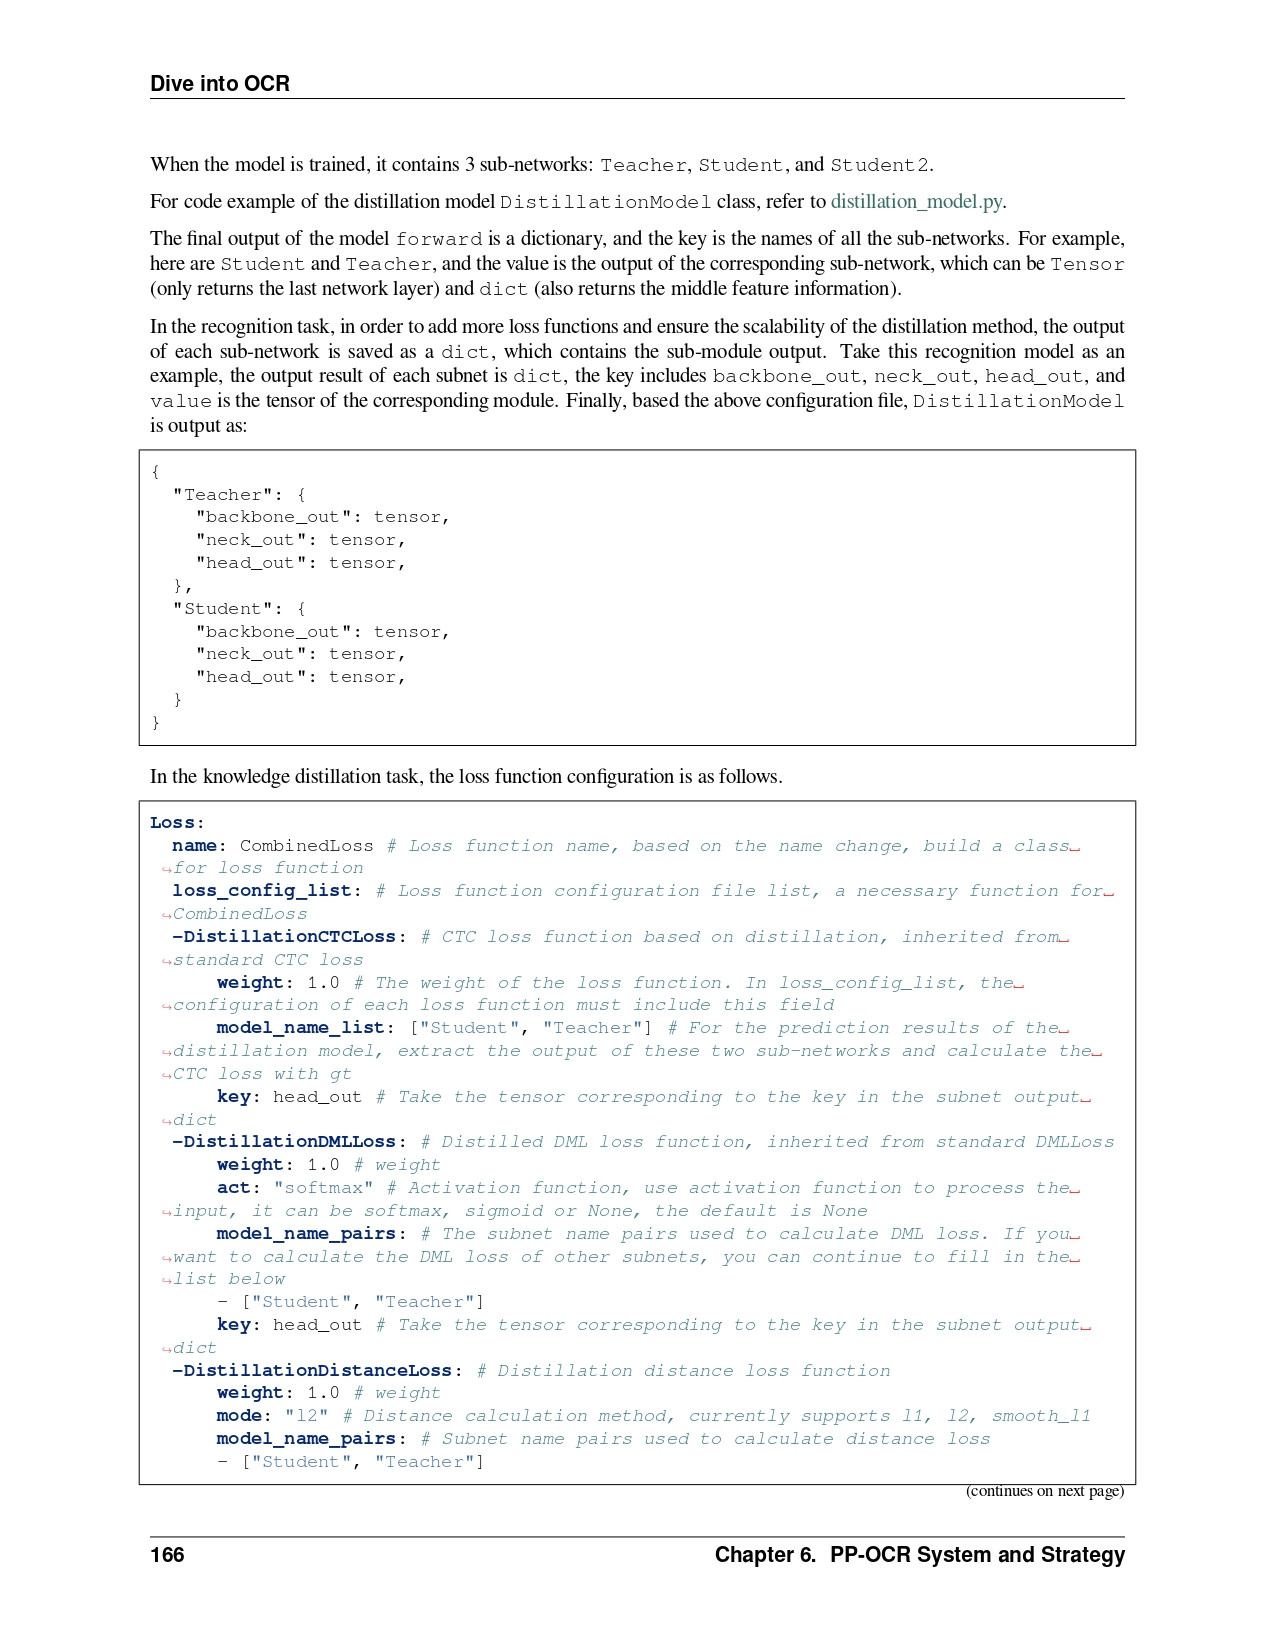 Dive into OCR
When the model is trained, it contains 3 sub-networks: Teacher, Student, and Student2.
For code example of the distillation model DistillationModel class, refer to distillation_model.py.
The final output of the model forward is a dictionary, and the key is the names of all the sub-networks. For example,
here are Student and Teacher, and the value is the output of the corresponding sub-network, which can be Tensor
(only returns the last network layer) and dict (also returns the middle feature information).
In the recognition task, in order to add more loss functions and ensure the scalability of the distillation method, the output
of each sub-network is saved as a dict, which contains the sub-module output. Take this recognition model as an
example, the output result of each subnet is dict, the key includes backbone_out, neck_out, head_out, and
value is the tensor of the corresponding module. Finally, based the above configuration file, DistillationModel
is output as:
{
  "Teacher": {
    "backbone_out": tensor,
    "neck_out": tensor,
    "head_out": tensor,
  },
  "Student": {
    "backbone_out": tensor,
    "neck_out": tensor,
    "head_out": tensor,
  }
}
In the knowledge distillation task, the loss function configuration is as follows.
Loss:
  name: CombinedLoss # Loss function name, based on the name change, build a class␣
↪for loss function
  loss_config_list: # Loss function configuration file list, a necessary function for␣
↪CombinedLoss
  -DistillationCTCLoss: # CTC loss function based on distillation, inherited from␣
↪standard CTC loss
      weight: 1.0 # The weight of the loss function. In loss_config_list, the␣
↪configuration of each loss function must include this field
      model_name_list: ["Student", "Teacher"] # For the prediction results of the␣
↪distillation model, extract the output of these two sub-networks and calculate the␣
↪CTC loss with gt
      key: head_out # Take the tensor corresponding to the key in the subnet output␣
↪dict
  -DistillationDMLLoss: # Distilled DML loss function, inherited from standard DMLLoss
      weight: 1.0 # weight
      act: "softmax" # Activation function, use activation function to process the␣
↪input, it can be softmax, sigmoid or None, the default is None
      model_name_pairs: # The subnet name pairs used to calculate DML loss. If you␣
↪want to calculate the DML loss of other subnets, you can continue to fill in the␣
↪list below
      - ["Student", "Teacher"]
      key: head_out # Take the tensor corresponding to the key in the subnet output␣
↪dict
  -DistillationDistanceLoss: # Distillation distance loss function
      weight: 1.0 # weight
      mode: "l2" # Distance calculation method, currently supports l1, l2, smooth_l1
      model_name_pairs: # Subnet name pairs used to calculate distance loss
      - ["Student", "Teacher"]
(continues on next page)
166 Chapter 6. PP-OCR System and Strategy